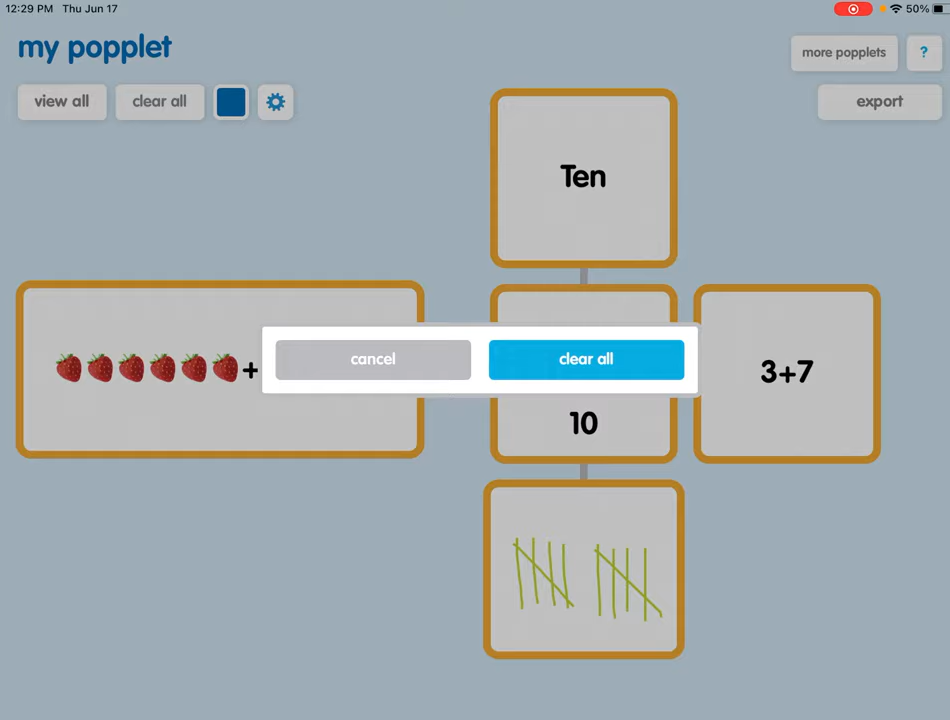 12:29 PM Thu Jun 17
50%
my popplet
more popplets
?
view all
clear all
export
Ten
+
cancel
clear all
3+7
10